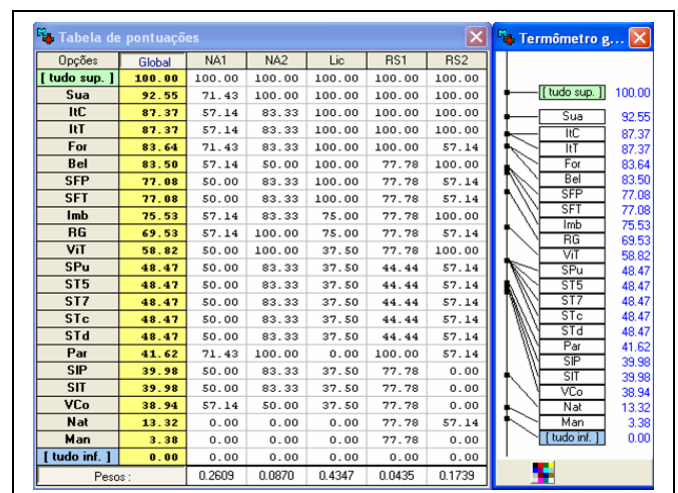 Tabela de pontuações
Opções Global NA1 NA2 Lic RS1 RS2
[ tudo sup. ] 100.00 100.00 100.00 100.00 100.00 100.00
Sua 92.55 71.43 100.00 100.00 100.00 100.00
ItC 87.37 57.14 83.33 100.00 100.00 100.00
ItT 87.37 57.14 83.33 100.00 100.00 100.00
For 83.64 71.43 83.33 100.00 100.00 57.14
Bel 83.50 57.14 50.00 100.00 77.78 100.00
SFP 77.08 50.00 83.33 100.00 77.78 57.14
SFT 77.08 50.00 83.33 100.00 77.78 57.14
Imb 75.53 57.14 83.33 75.00 77.78 100.00
RG 69.53 57.14 100.00 75.00 77.78 57.14
ViT 58.82 50.00 100.00 37.50 77.78 100.00
SPu 48.47 50.00 83.33 37.50 44.44 57.14
ST5 48.47 50.00 83.33 37.50 44.44 57.14
ST7 48.47 50.00 83.33 37.50 44.44 57.14
STc 48.47 50.00 83.33 37.50 44.44 57.14
STd 48.47 50.00 83.33 37.50 44.44 57.14
Par 41.62 71.43 100.00 0.00 100.00 57.14
SIP 39.98 50.00 83.33 37.50 77.78 0.00
SIT 39.98 50.00 83.33 37.50 77.78 0.00
VCo 38.94 57.14 50.00 37.50 77.78 0.00
Nat 13.32 0.00 0.00 0.00 77.78 57.14
Man 3.38 0.00 0.00 0.00 77.78 0.00
[ tudo inf. ] 0.00 0.00 0.00 0.00 0.00 0.00
Pesos : 0.2609 0.0870 0.4347 0.0435 0.1739
Termômetro g...
[ tudo sup. ] 100.00
Sua 92.55
ItC 87.37
ItT 87.37
For 83.64
Bel 83.50
SFP 77.08
SFT 77.08
Imb 75.53
RG 69.53
ViT 58.82
SPu 48.47
ST5 48.47
ST7 48.47
STc 48.47
STd 48.47
Par 41.62
SIP 39.98
SIT 39.98
VCo 38.94
Nat 13.32
Man 3.38
[ tudo inf. ] 0.00